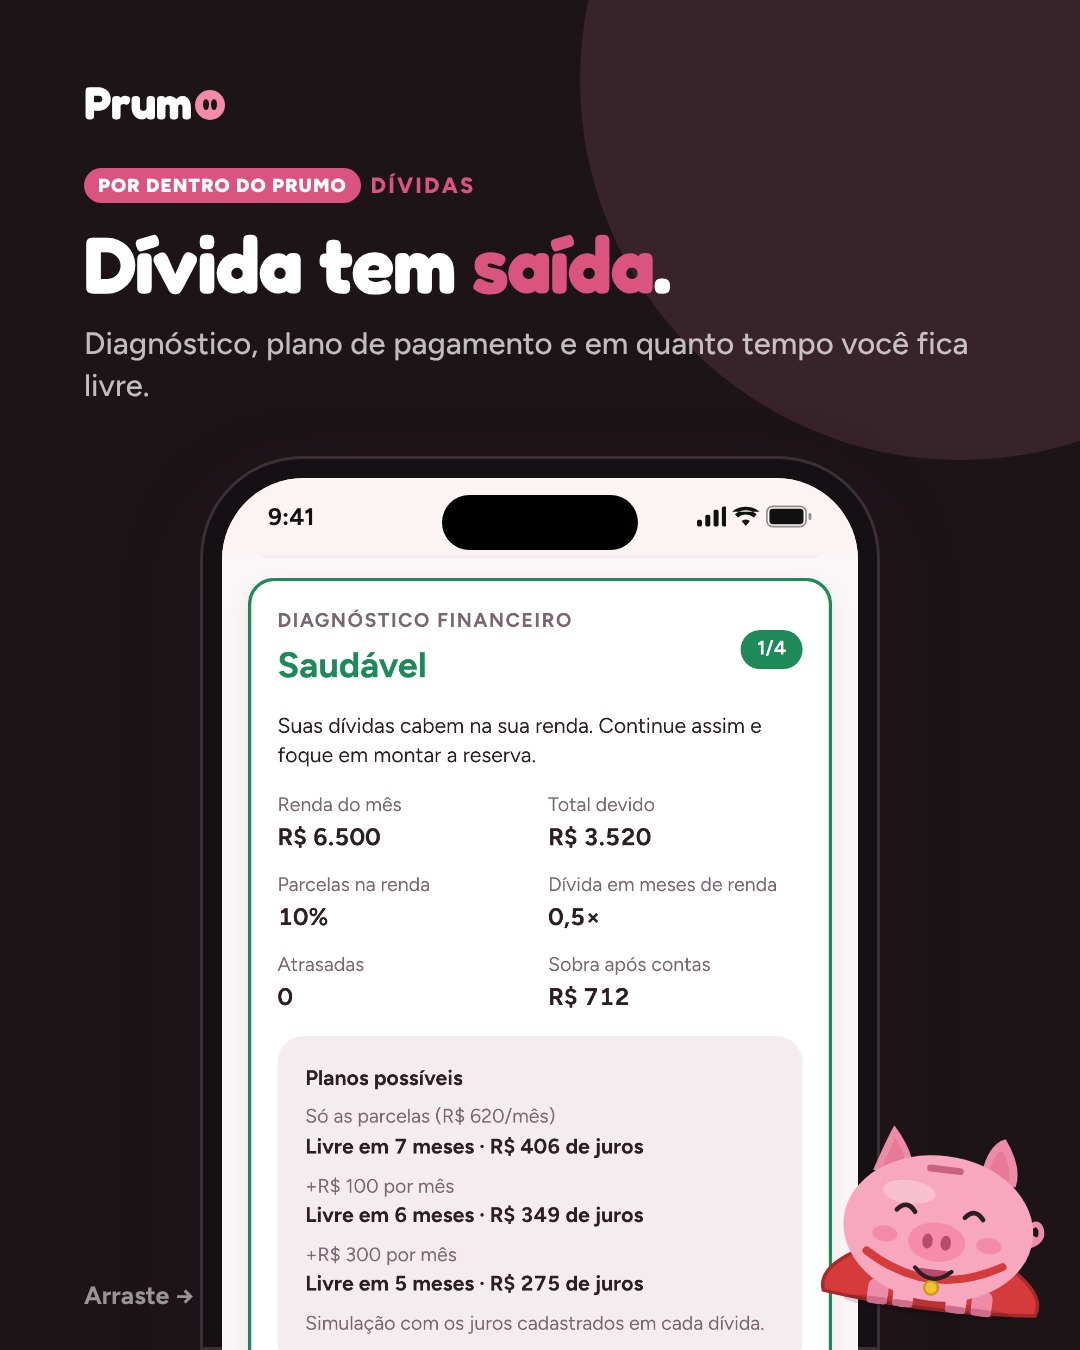 Prum
POR DENTRO DO PRUMO DÍVIDAS
Dívida tem saída.
Diagnóstico, plano de pagamento e em quanto tempo você fica
livre.
9:41
DIAGNÓSTICO FINANCEIRO
Saudável
1/4
Suas dívidas cabem na sua renda. Continue assim e
foque em montar a reserva.
Renda do mês
R$ 6.500
Total devido
R$ 3.520
Parcelas na renda
10%
Dívida em meses de renda
0,5×
Atrasadas
0
Sobra após contas
R$ 712
Planos possíveis
Só as parcelas (R$ 620/mês)
Livre em 7 meses · R$ 406 de juros
+R$ 100 por mês
Livre em 6 meses · R$ 349 de juros
+R$ 300 por mês
Livre em 5 meses · R$ 275 de juros
Simulação com os juros cadastrados em cada dívida.
Arraste →